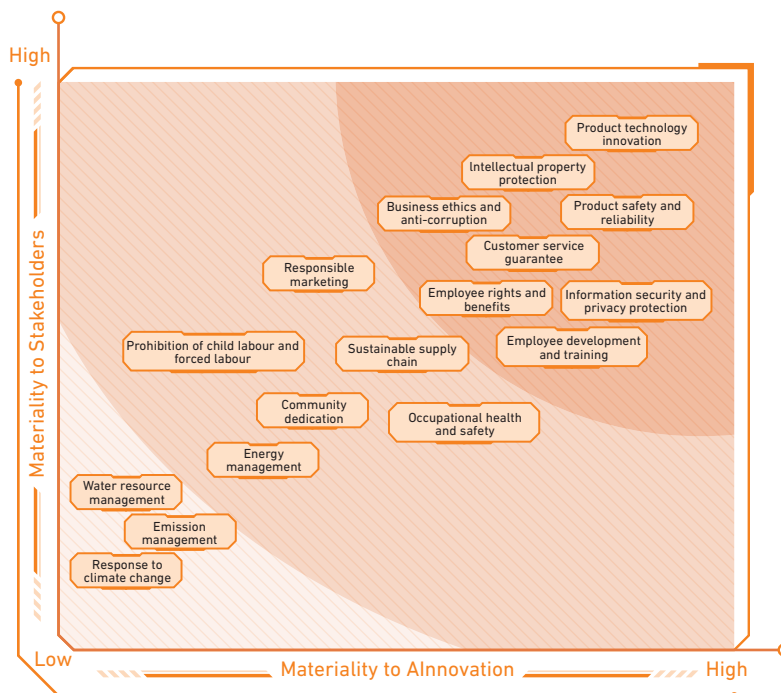 High
Product technology
innovation
Intellectual property
protection
Business ethics and
anti-corruption
Product safety and
reliability
Customer service
guarantee
Responsible
marketing
Employee rights and
benefits
Information security and
privacy protection
Prohibition of child labour and
forced labour
Sustainable supply
chain
Employee development
and training
Community
dedication
Occupational health
and safety
Energy
management
Water resource
management
Emission
management
Response to
climate change
Materiality to Stakeholders
Low
Materiality to AInnovation
High